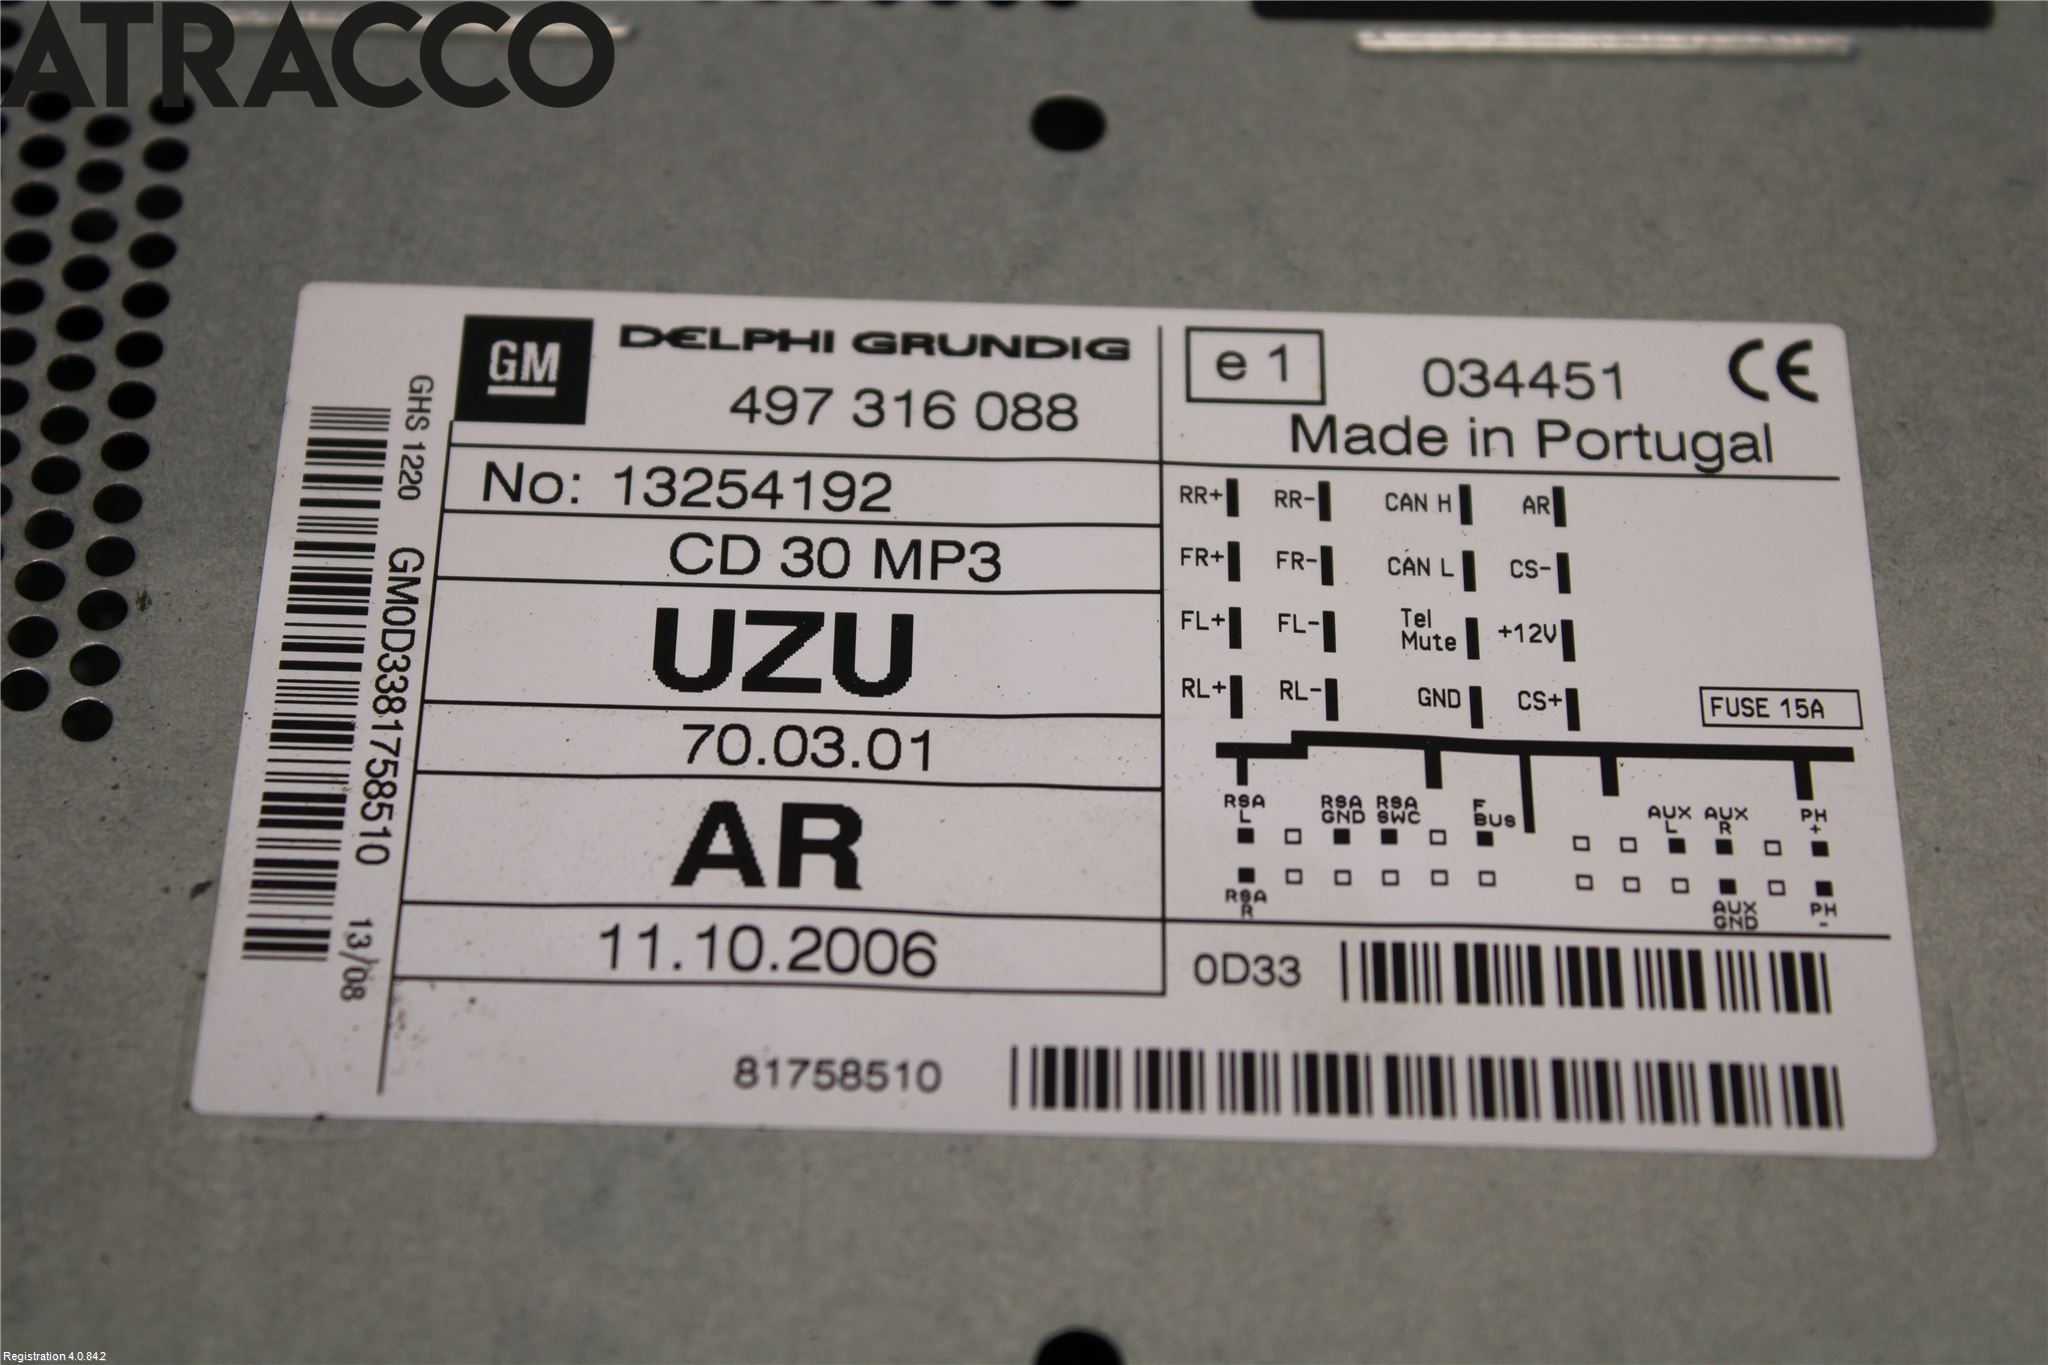 ATRACCO
GM
DELPHI GRUNDIG
497 316 088
No: 13254192
CD 30 MP3
UZU
70.03.01
AR
11.10.2006
GHS 1220 GM0D3381758510 13/08
e 1
034451
CE
Made in Portugal
RR+ RR- CAN H AR
FR+ FR- CAN L CS-
FL+ FL- Tel Mute +12V
RL+ RL- GND CS+
FUSE 15A
RSA L RSA GND RSA SWC F BUS AUX L AUX R PH +
RSA R AUX GND PH -
0D33
81758510
Registration 4.0.84.2